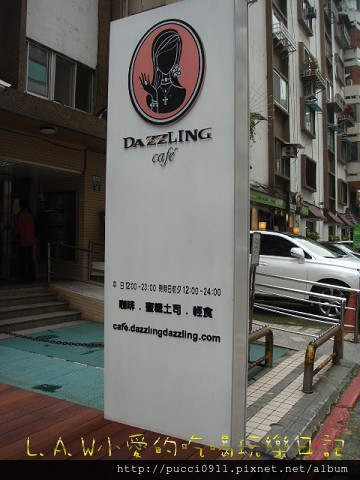 DAZZLING
café
平 日 12:00~23:00 例假日前夕 12:00~24:00
咖啡．蜜糖土司．輕食
cafe.dazzlingdazzling.com
L.A.W小愛的吃喝玩樂日記
http://pucci0911.pixnet.net/album